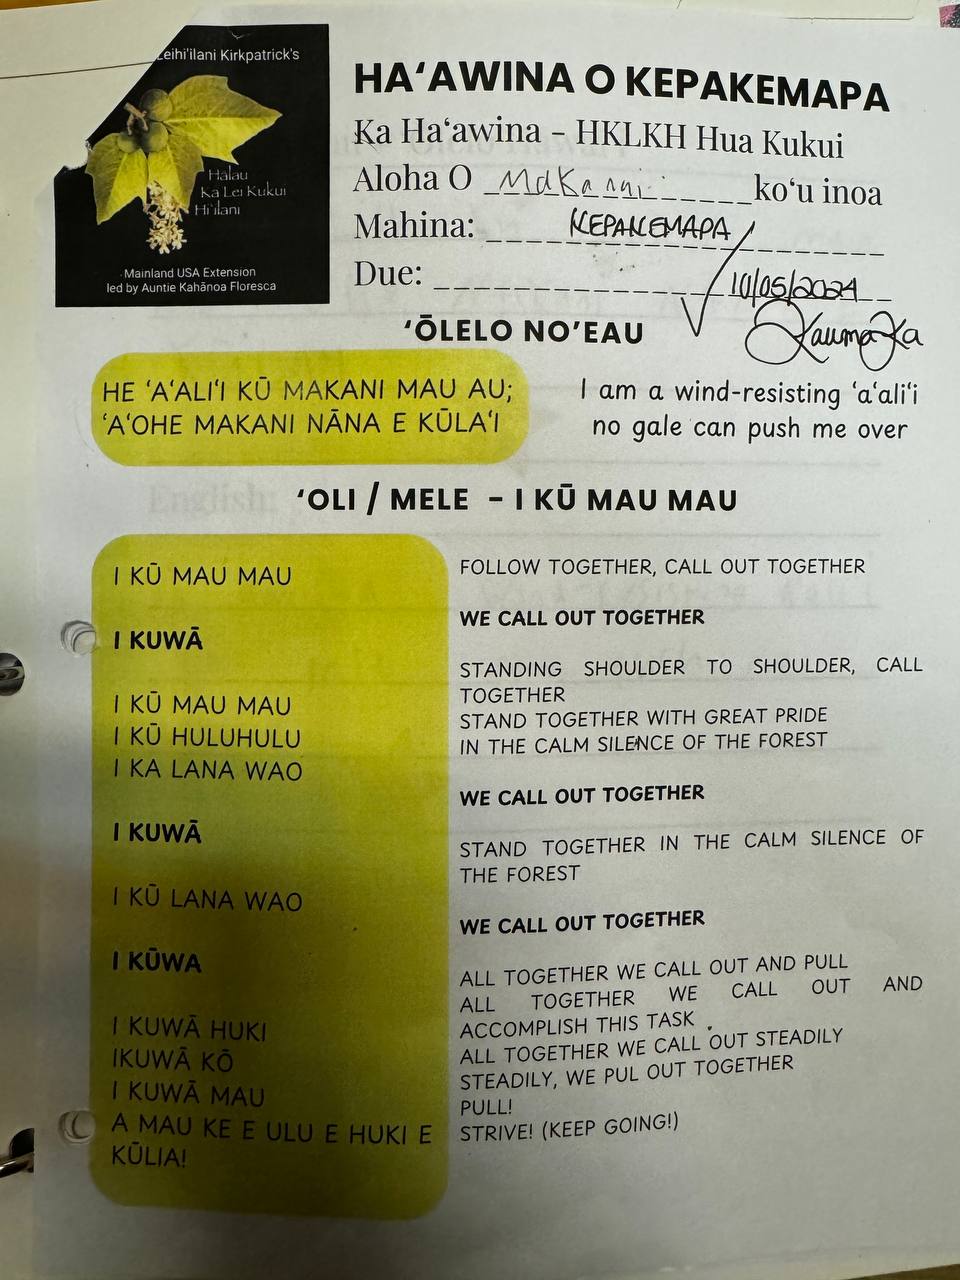 Leihi'ilani Kirkpatrick's
Hālau
Ka Lei Kukui
Hi'ilani
Mainland USA Extension
led by Auntie Kahānoa Floresca
HAʻAWINA O KEPAKEMAPA
Ka Haʻawina – HKLKH Hua Kukui
Aloha O Makanui koʻu inoa
Mahina: KEPAKEMAPA
Due: 10/05/2024
KaumaKa
ʻŌLELO NO’EAU
HE ʻAʻALIʻI KŪ MAKANI MAU AU;
ʻAʻOHE MAKANI NĀNA E KŪLAʻI
I am a wind-resisting ʻaʻaliʻi
no gale can push me over
English:
ʻOLI / MELE – I KŪ MAU MAU
I KŪ MAU MAU
I KUWĀ
I KŪ MAU MAU
I KŪ HULUHULU
I KA LANA WAO
I KUWĀ
I KŪ LANA WAO
I KŪWA
I KUWĀ HUKI
IKUWĀ KŌ
I KUWĀ MAU
A MAU KE E ULU E HUKI E
KŪLIA!
FOLLOW TOGETHER, CALL OUT TOGETHER
WE CALL OUT TOGETHER
STANDING SHOULDER TO SHOULDER, CALL
TOGETHER
STAND TOGETHER WITH GREAT PRIDE
IN THE CALM SILENCE OF THE FOREST
WE CALL OUT TOGETHER
STAND TOGETHER IN THE CALM SILENCE OF
THE FOREST
WE CALL OUT TOGETHER
ALL TOGETHER WE CALL OUT AND PULL
ALL TOGETHER WE CALL OUT AND
ACCOMPLISH THIS TASK
ALL TOGETHER WE CALL OUT STEADILY
STEADILY, WE PUL OUT TOGETHER
PULL!
STRIVE! (KEEP GOING!)